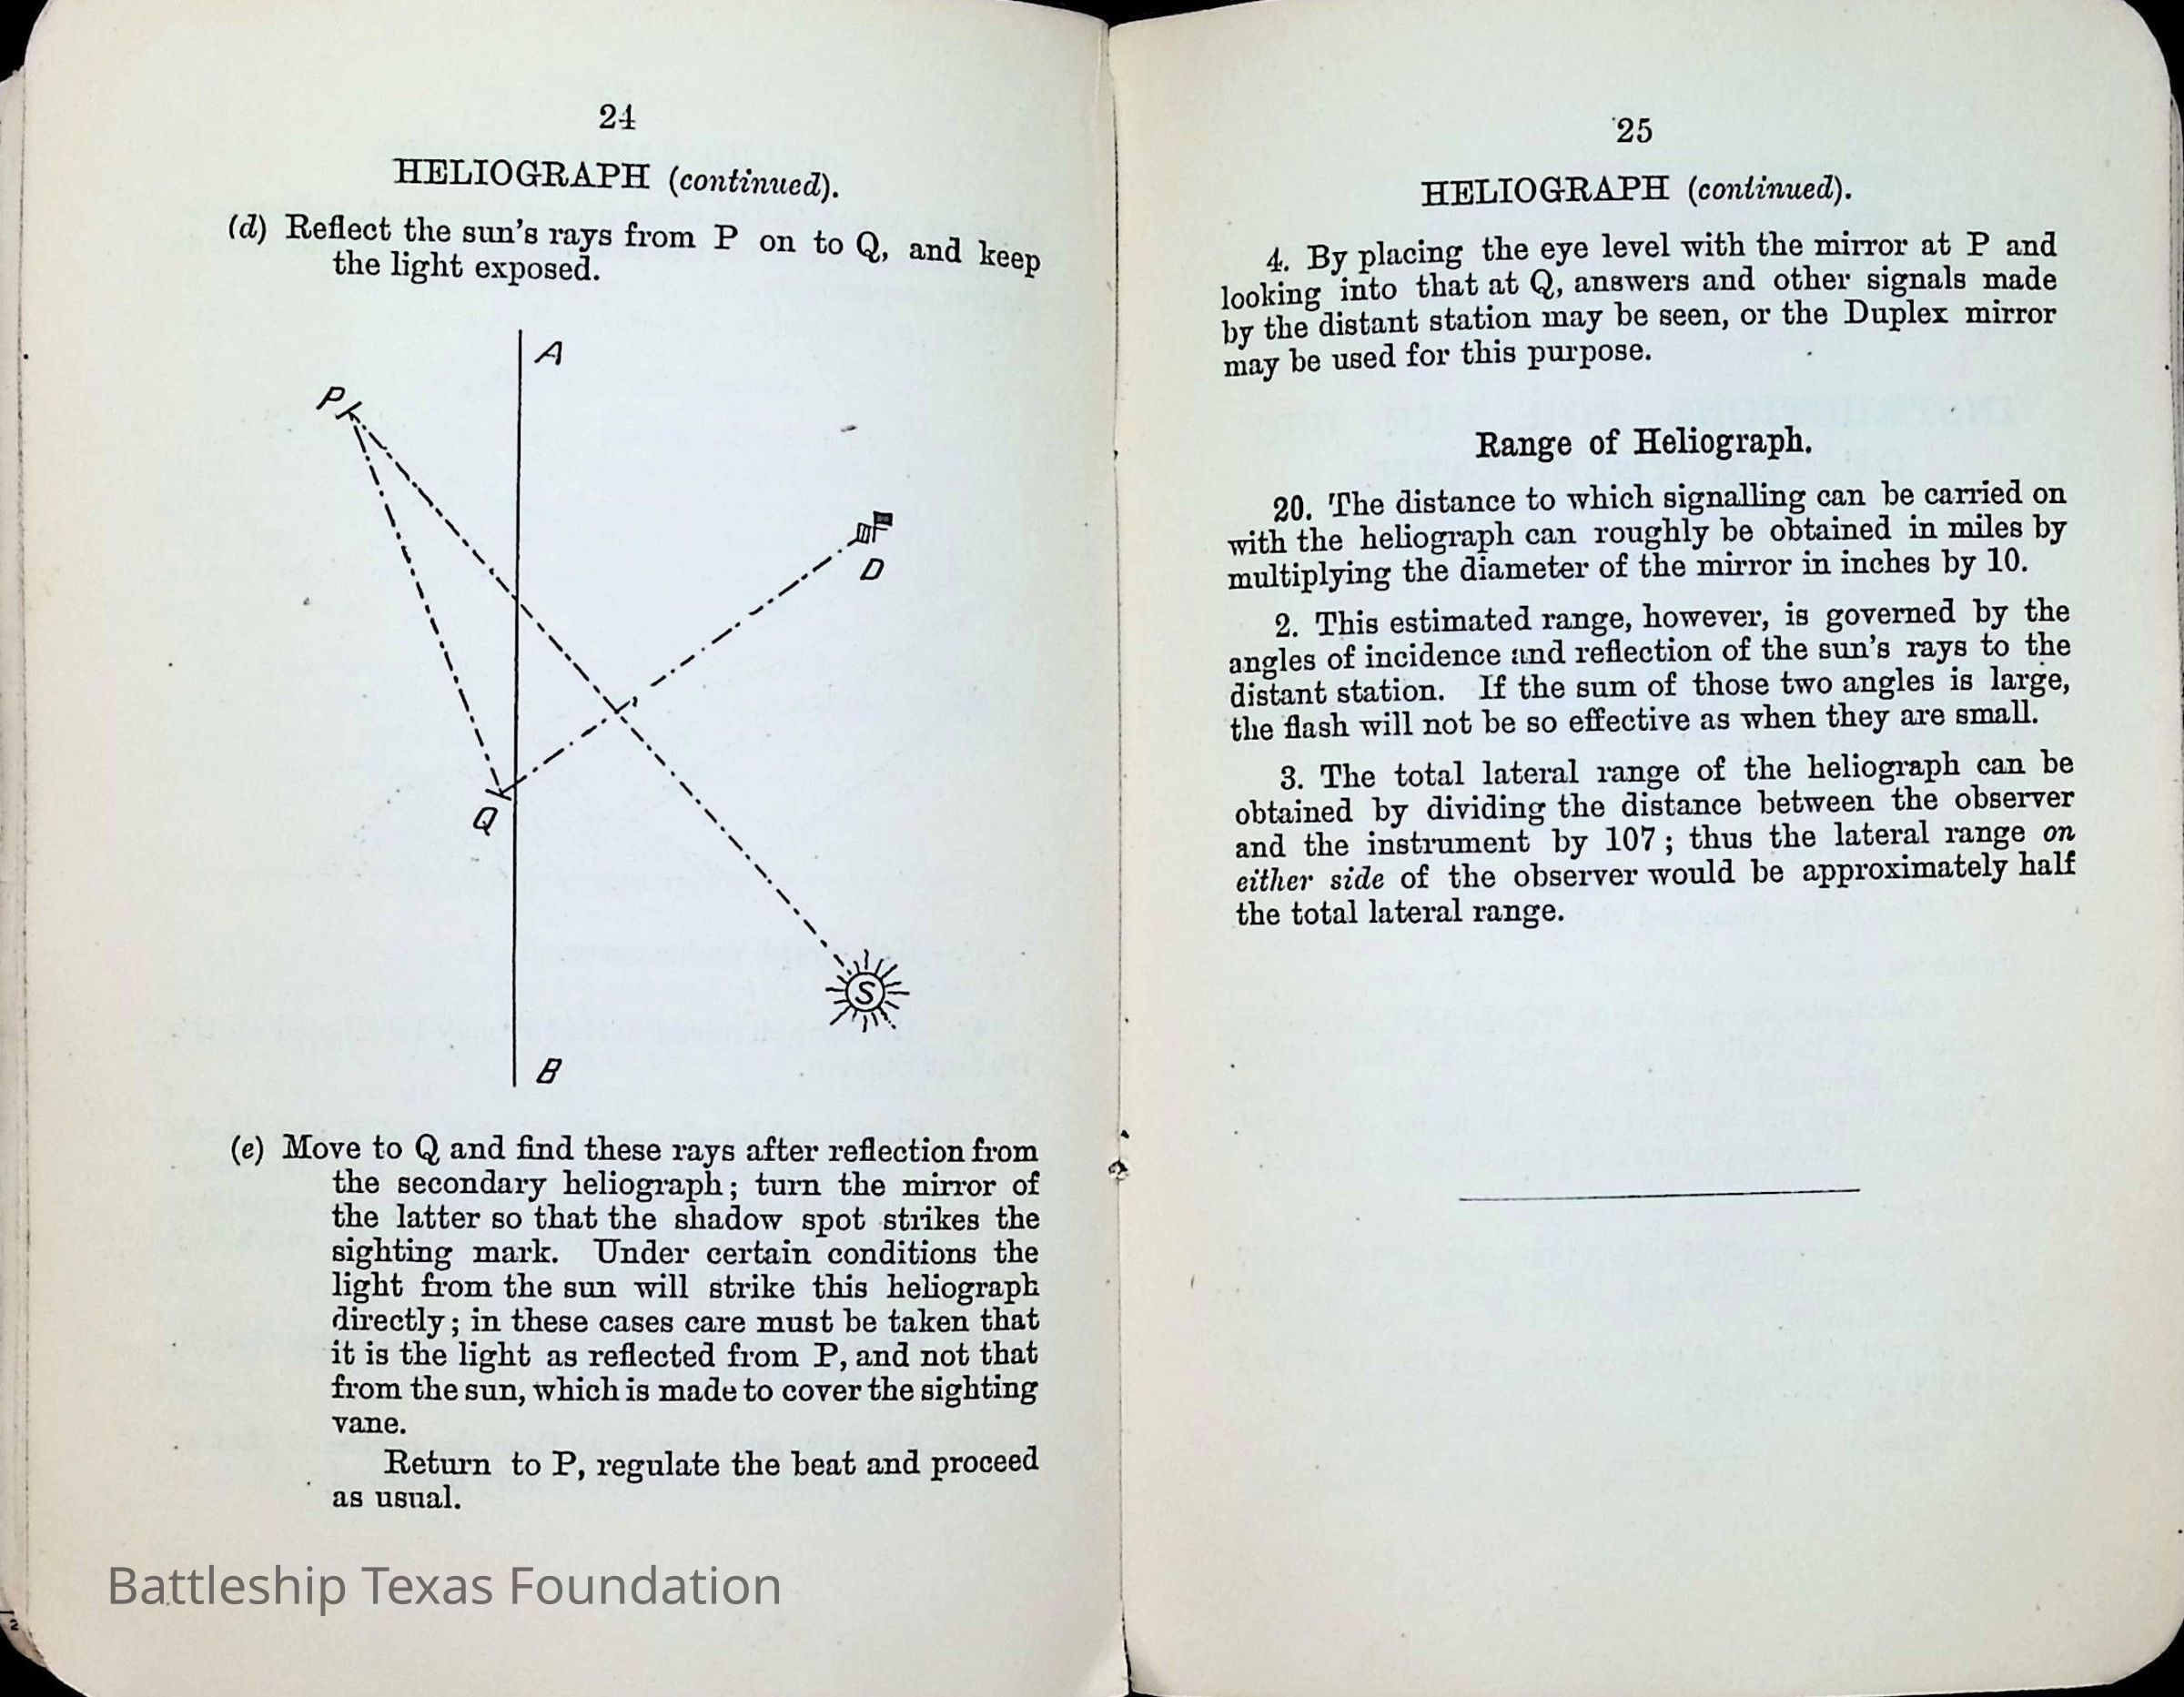 24
HELIOGRAPH (continued).
(d) Reflect the sun's rays from P on to Q, and keep
the light exposed.
A
P
D
Q
S
B
(e) Move to Q and find these rays after reflection from
the secondary heliograph; turn the mirror of
the latter so that the shadow spot strikes the
sighting mark. Under certain conditions the
light from the sun will strike this heliograph
directly; in these cases care must be taken that
it is the light as reflected from P, and not that
from the sun, which is made to cover the sighting
vane.
Return to P, regulate the beat and proceed
as usual.
Battleship Texas Foundation
25
HELIOGRAPH (continued).
4. By placing the eye level with the mirror at P and
looking into that at Q, answers and other signals made
by the distant station may be seen, or the Duplex mirror
may be used for this purpose.
Range of Heliograph.
20. The distance to which signalling can be carried on
with the heliograph can roughly be obtained in miles by
multiplying the diameter of the mirror in inches by 10.
2. This estimated range, however, is governed by the
angles of incidence and reflection of the sun's rays to the
distant station. If the sum of those two angles is large,
the flash will not be so effective as when they are small.
3. The total lateral range of the heliograph can be
obtained by dividing the distance between the observer
and the instrument by 107; thus the lateral range on
either side of the observer would be approximately half
the total lateral range.